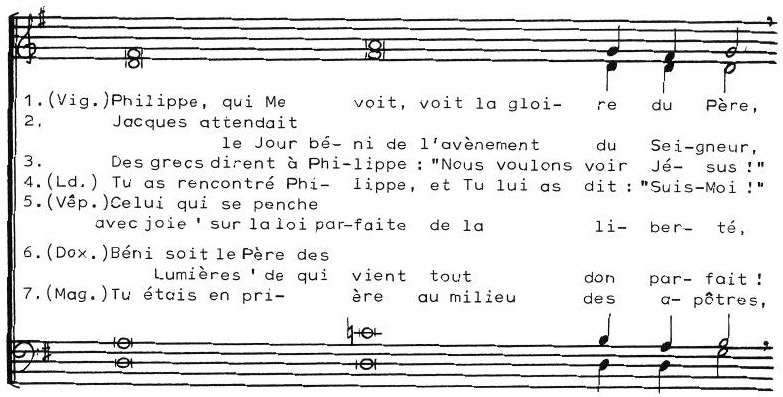 1.(Vig.)Philippe, qui Me voit, voit la gloi- re du Père,
2. Jacques attendait
le Jour bé- ni de l'avènement du Sei-gneur,
3. Des grecs dirent à Phi-lippe : "Nous voulons voir Jé- sus !"
4.(Ld.) Tu as rencontré Phi- lippe, et Tu lui as dit : "Suis-Moi !"
5.(Vêp.)Celui qui se penche
avec joie ' sur la loi par-faite de la li- ber- té,
6.(Dox.)Béni soit le Père des
Lumières ' de qui vient tout don par- fait !
7.(Mag.)Tu étais en pri- ère au milieu des a- pôtres,